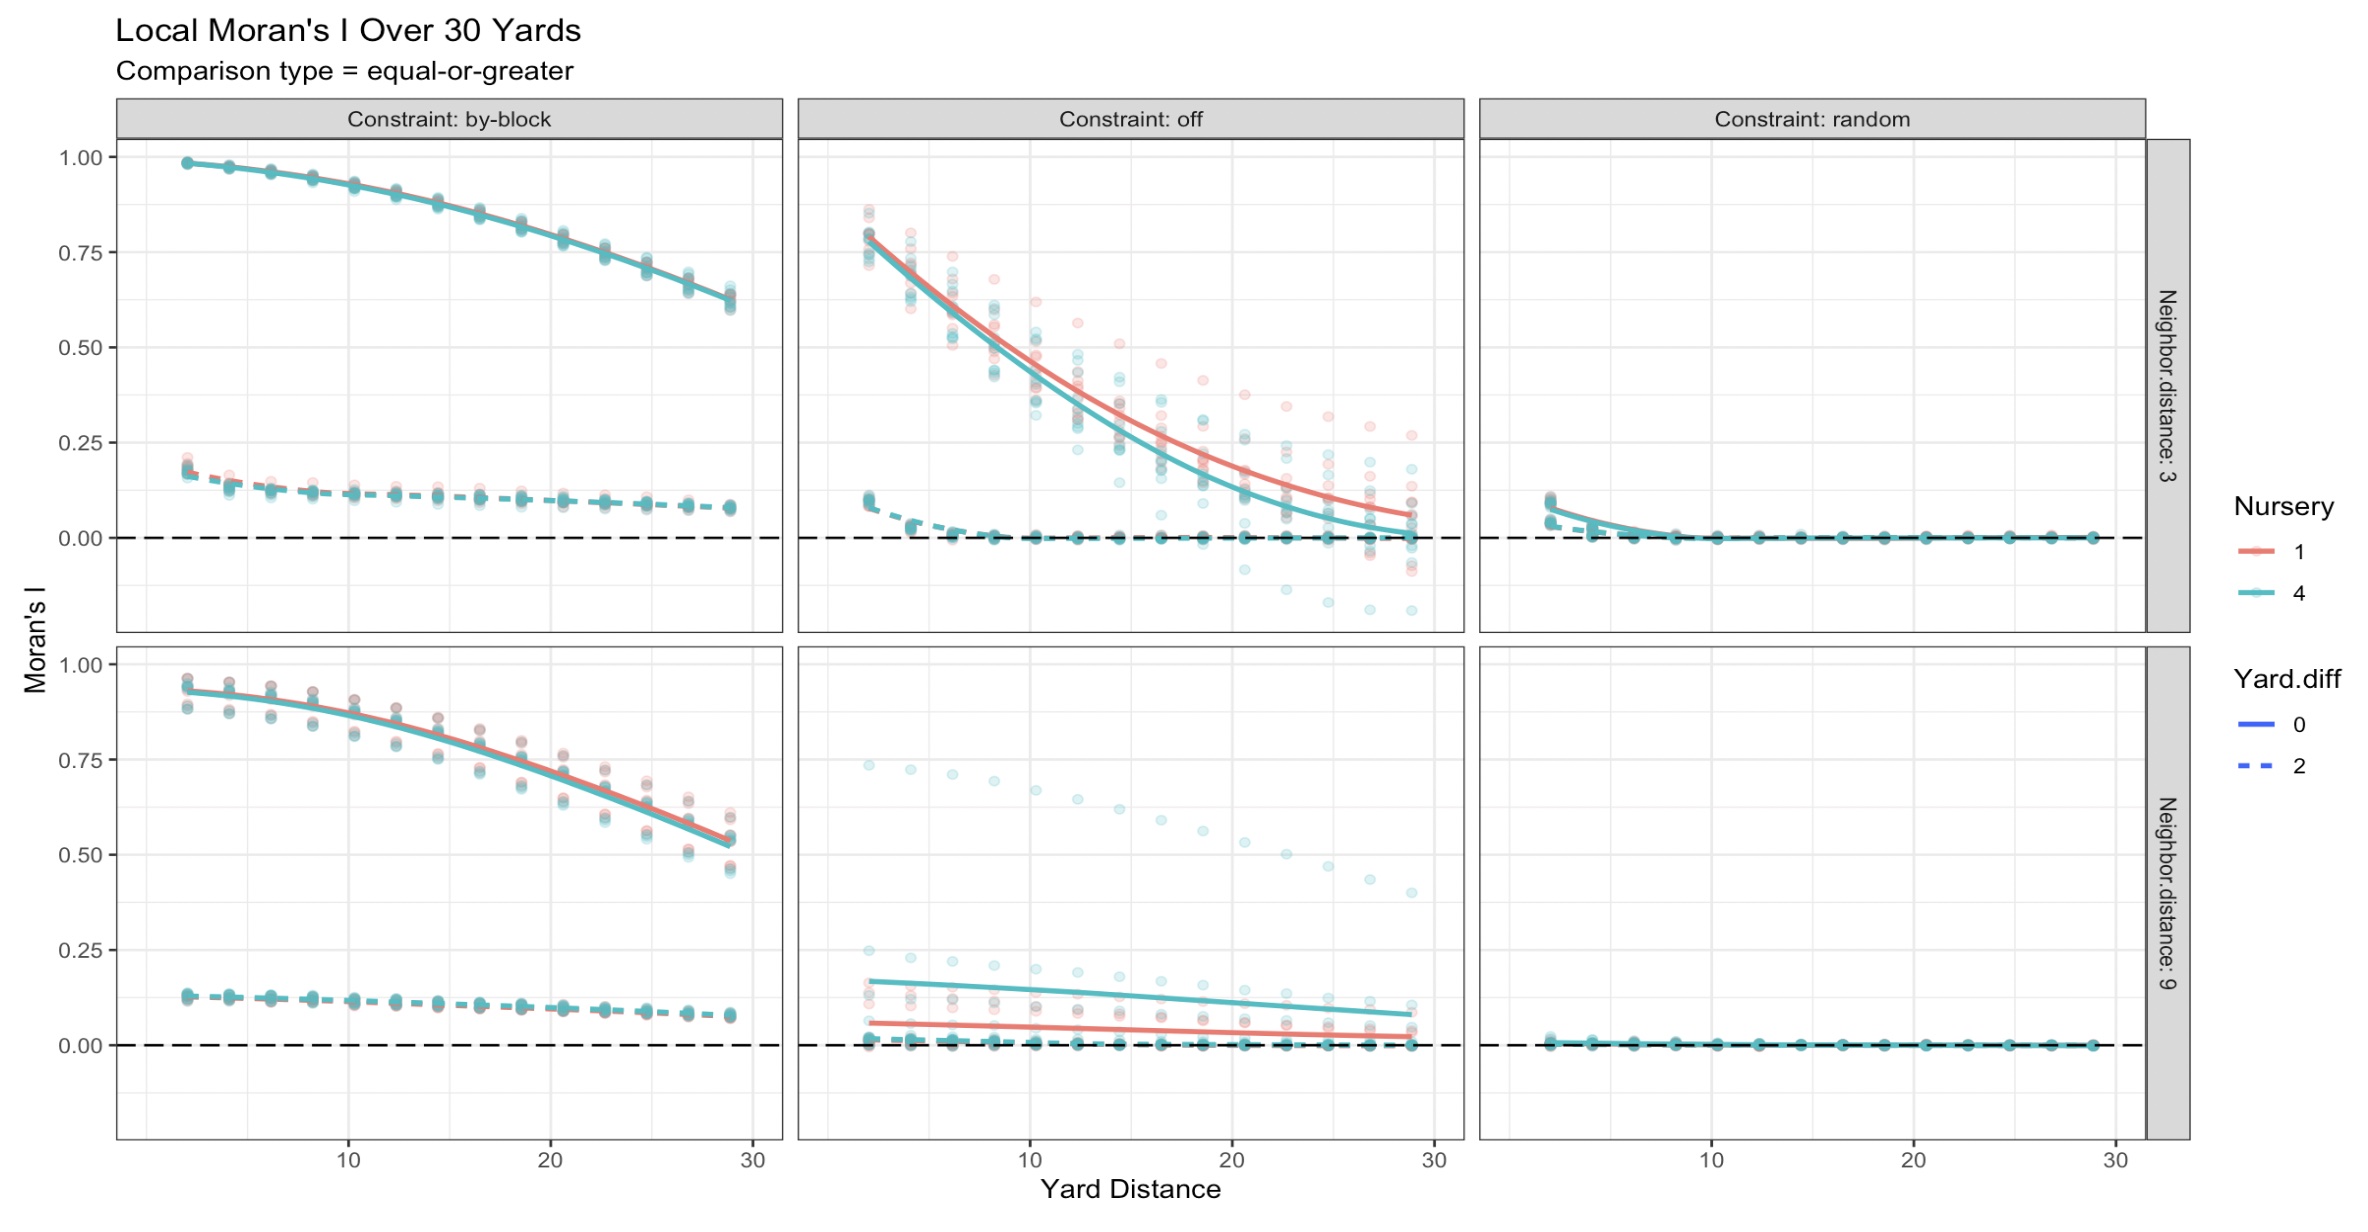 Local Moran's I Over 30 Yards
Comparison type = equal-or-greater
Constraint: by-block
Constraint: off
Constraint: random
1.00
0.75
0.50
0.25
0.00
Neighbor.distance: 3
1.00
0.75
0.50
0.25
0.00
Neighbor.distance: 9
Moran's I
10
20
30
10
20
30
10
20
30
Yard Distance
Nursery
1
4
Yard.diff
0
2